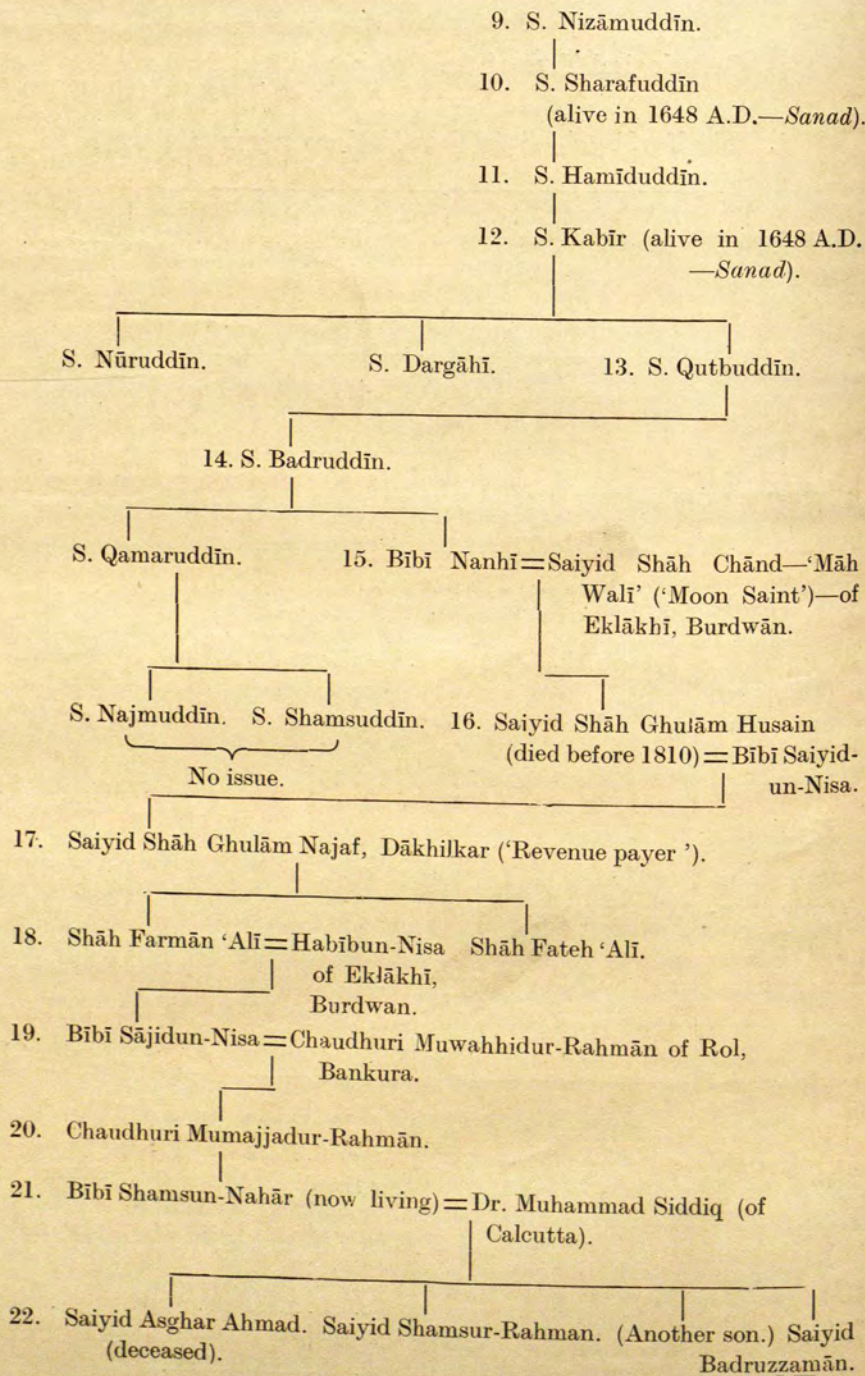 9. S. Nizāmuddīn.
10. S. Sharafuddīn
(alive in 1648 A.D.—Sanad).
11. S. Hamīduddīn.
12. S. Kabīr (alive in 1648 A.D.
—Sanad).
S. Nūruddīn. S. Dargāhī. 13. S. Qutbuddīn.
14. S. Badruddīn.
S. Qamaruddīn. 15. Bībī Nanhī=Saiyid Shāh Chānd—‘Māh
Walī’ (‘Moon Saint’)—of
Eklākhī, Burdwān.
S. Najmuddīn. S. Shamsuddīn. 16. Saiyid Shāh Ghulām Husain
(died before 1810)=Bībī Saiyid-
No issue. un-Nisa.
17. Saiyid Shāh Ghulām Najaf, Dākhilkar (‘Revenue payer ’).
18. Shāh Farmān ‘Alī=Habībun-Nisa Shāh Fateh ‘Alī.
of Eklākhī,
Burdwan.
19. Bībī Sājidun-Nisa=Chaudhuri Muwahhidur-Rahmān of Rol,
Bankura.
20. Chaudhuri Mumajjadur-Rahmān.
21. Bībī Shamsun-Nahār (now living)=Dr. Muhammad Siddiq (of
Calcutta).
22. Saiyid Asghar Ahmad. Saiyid Shamsur-Rahman. (Another son.) Saiyid
(deceased). Badruzzamān.